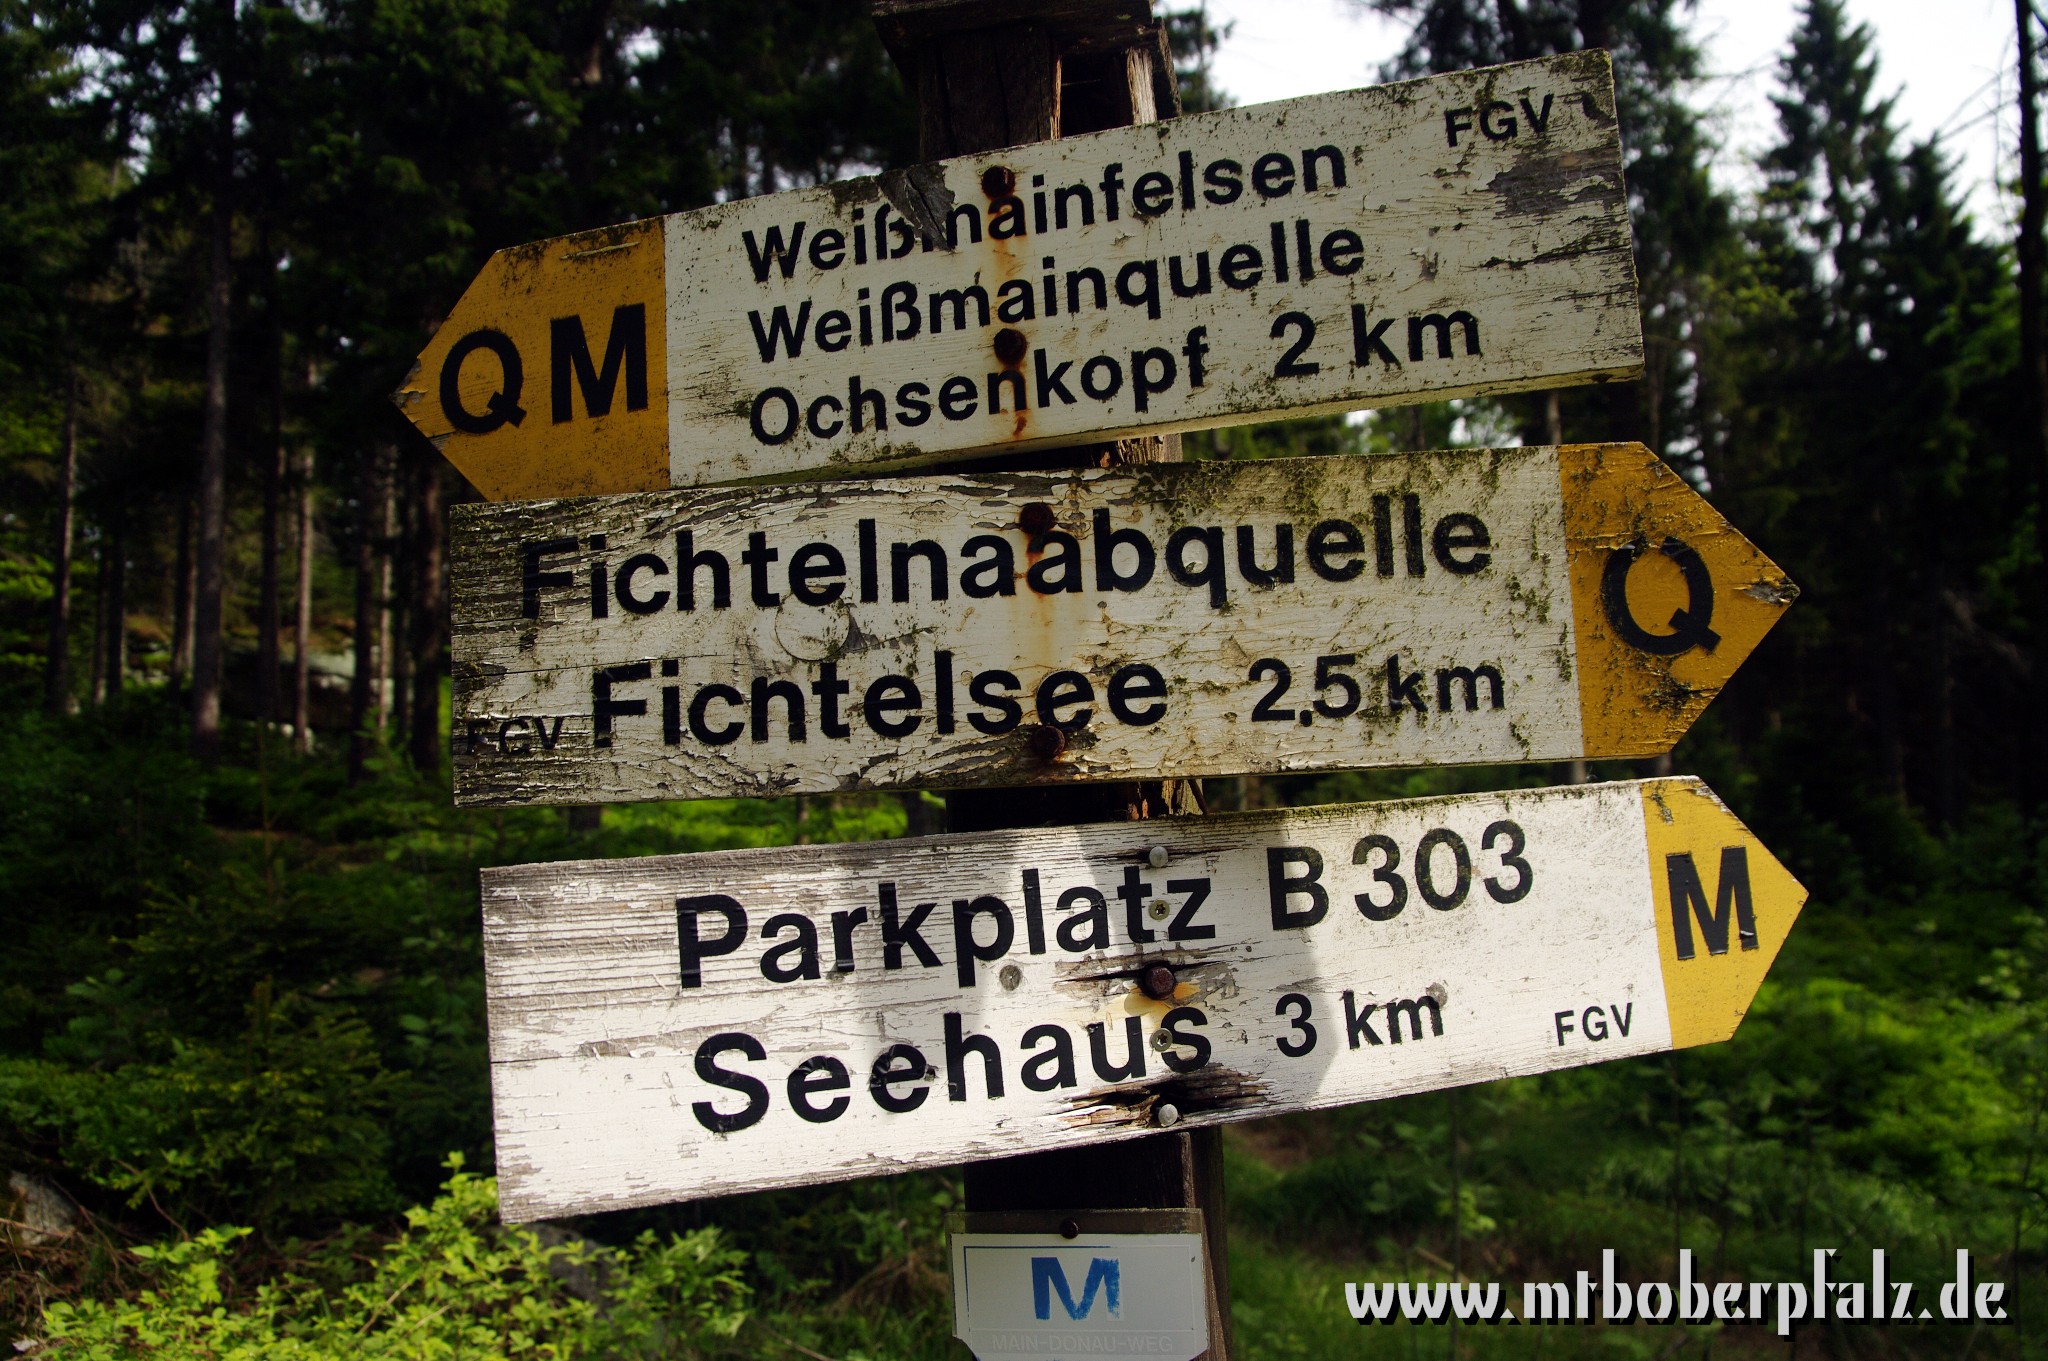 FGV
Weißmainfelsen
Weißmainquelle
Ochsenkopf 2 km
Q M
Fichtelnaabquelle
Fichtelsee 2,5 km
FGV
Q
Parkplatz B 303
Seehaus 3 km
FGV
M
M
MAIN-DONAU-WEG
www.mtboberpfalz.de